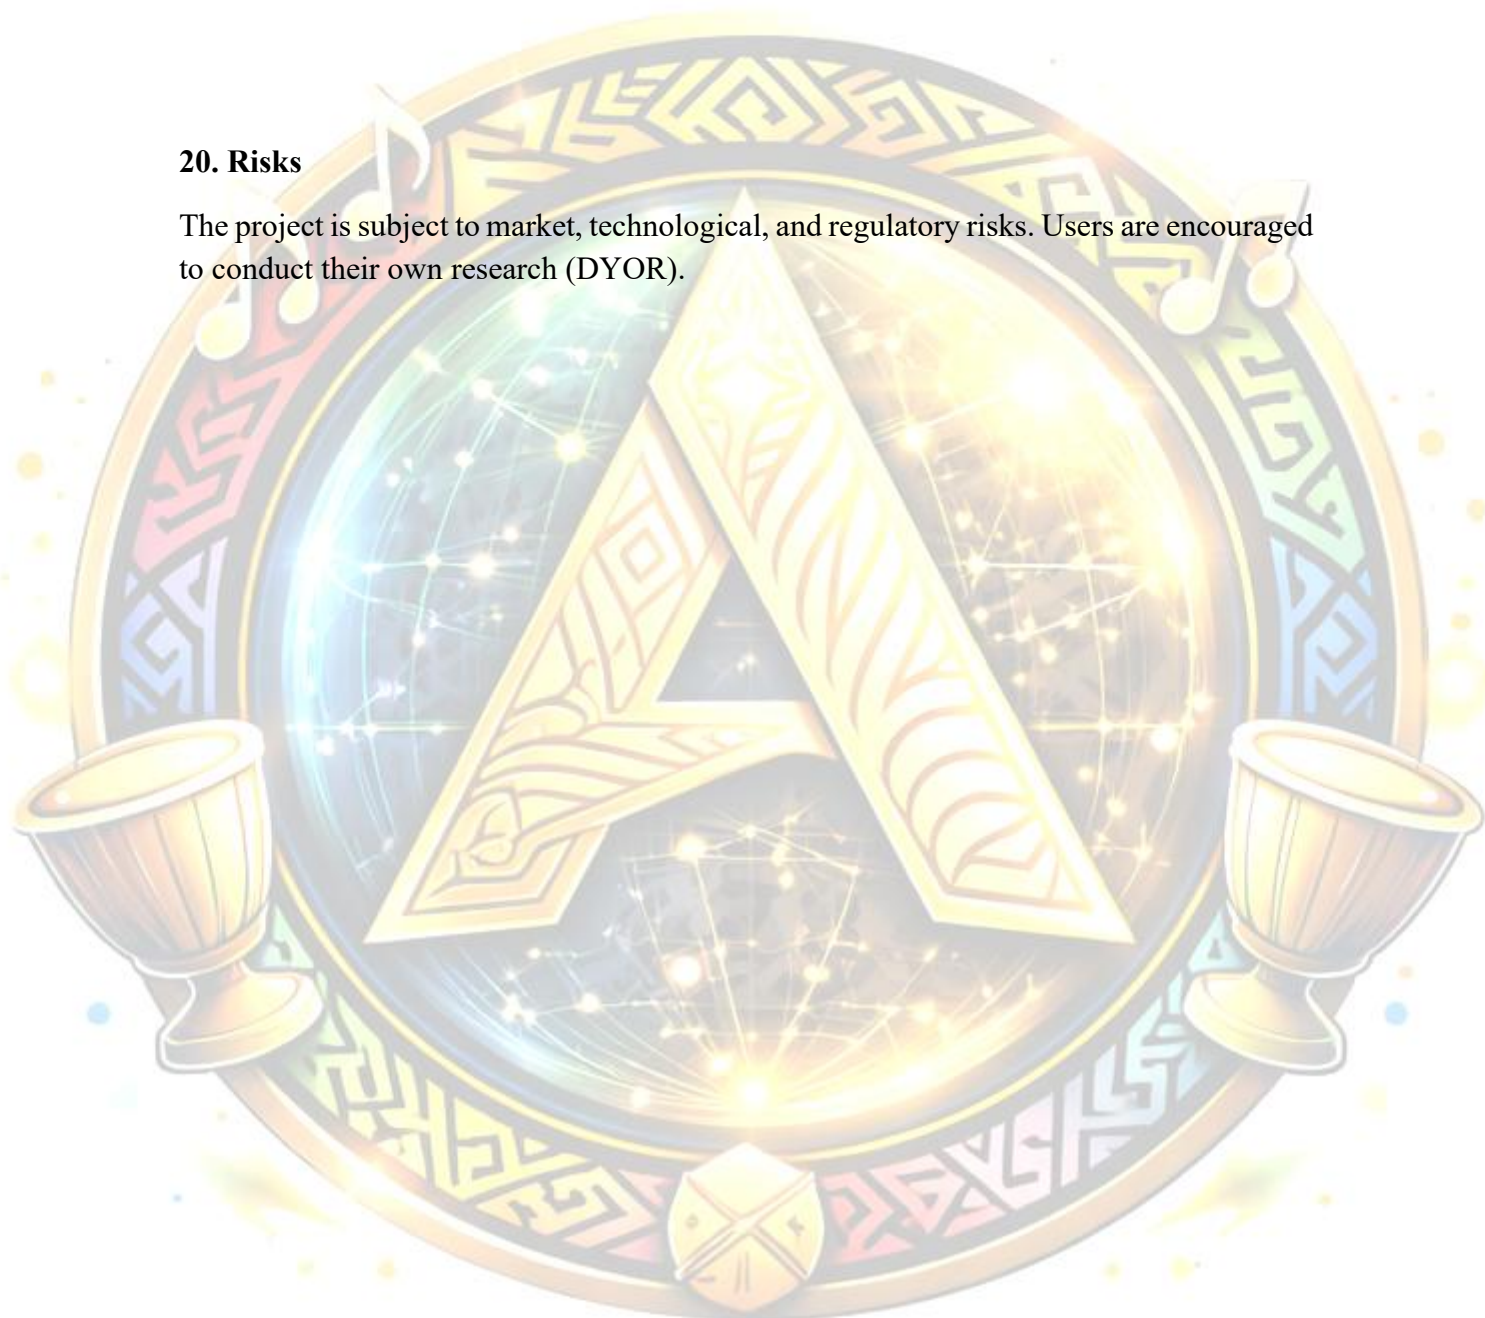 20. Risks
The project is subject to market, technological, and regulatory risks. Users are encouraged
to conduct their own research (DYOR).